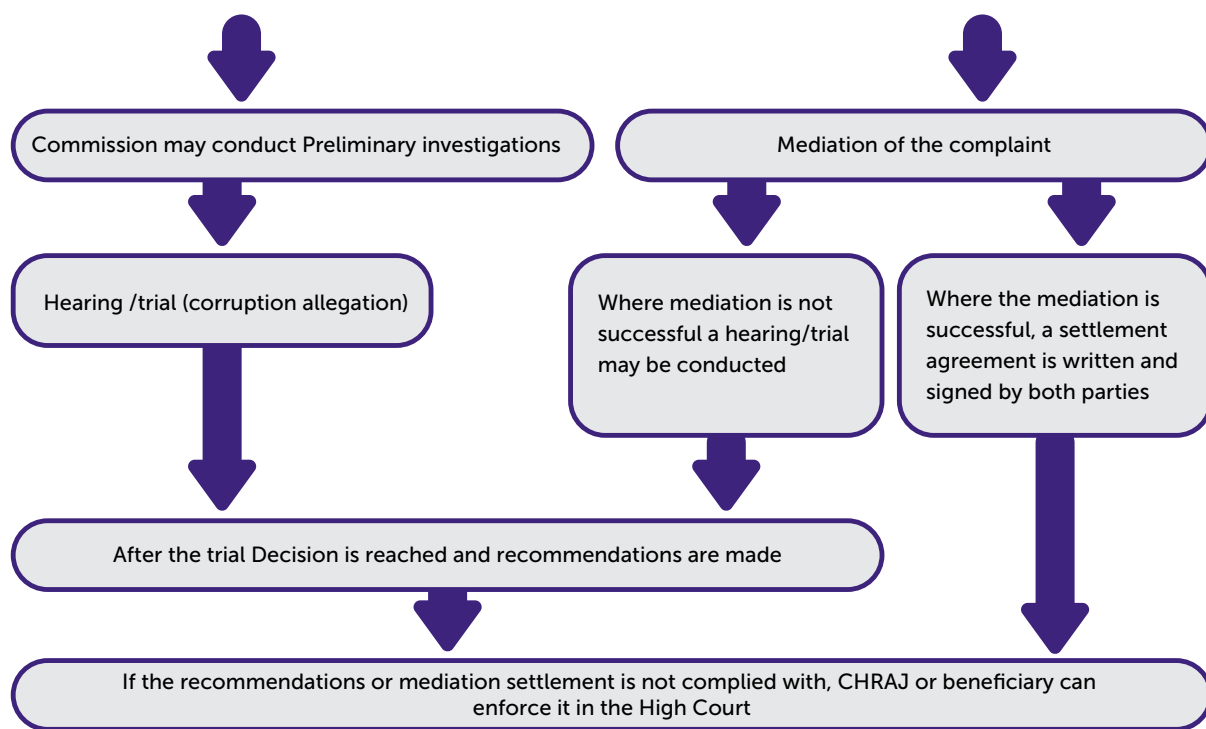 Commission may conduct Preliminary investigations
Mediation of the complaint
Hearing /trial (corruption allegation)
Where mediation is not
successful a hearing/trial
may be conducted
Where the mediation is
successful, a settlement
agreement is written and
signed by both parties
After the trial Decision is reached and recommendations are made
If the recommendations or mediation settlement is not complied with, CHRAJ or beneficiary can
enforce it in the High Court